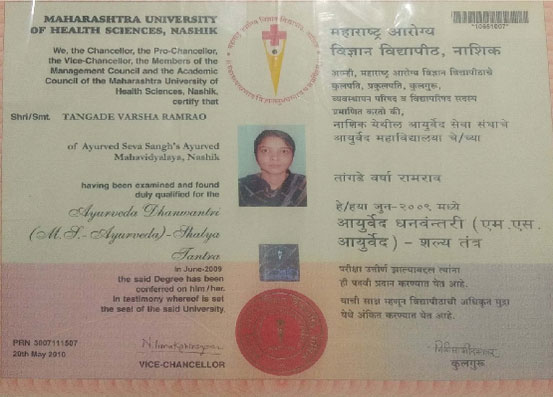 MAHARASHTRA UNIVERSITY
OF HEALTH SCIENCES, NASHIK
We, the Chancellor, the Pro-Chancellor,
the Vice-Chancellor, the Members of the
Management Council and the Academic
Council of the Maharashtra University of
Health Sciences, Nashik,
certify that
Shri/Smt. TANGADE VARSHA RAMRAO
of Ayurved Seva Sangh's Ayurved
Mahavidyalaya, Nashik
having been examined and found
duly qualified for the
Ayurveda Dhanwantri
(M.S.-Ayurveda)-Shalya
Tantra
in June-2009
the said Degree has been
conferred on him/her.
In testimony whereof is set
the seal of the said University.
PRN 3007111507
28th May 2010
VICE-CHANCELLOR
महाराष्ट्र आरोग्य
विज्ञान विद्यापीठ, नाशिक
आम्ही, महाराष्ट्र आरोग्य विज्ञान विद्यापीठाचे
कुलपति, प्रकुलपति, कुलगुरू,
व्यवस्थापन परिषद व विद्यापरिषद सदस्य
प्रमाणित करतो की,
नाशिक येथील आयुर्वेद सेवा संघाचे
आयुर्वेद महाविद्यालया चे/च्या
तांगडे वर्षा रामराव
हे/ह्या जुन-२००९ मध्ये
आयुर्वेद धनवंतरी (एम.एस.
आयुर्वेद) - शल्य तंत्र
परीक्षा उत्तीर्ण झाल्याबद्दल त्यांना
ही पदवी प्रदान करण्यात येत आहे.
याची साक्ष म्हणून विद्यापीठाची अधिकृत मुद्रा
येथे अंकित करण्यात येत आहे.
कुलगुरू